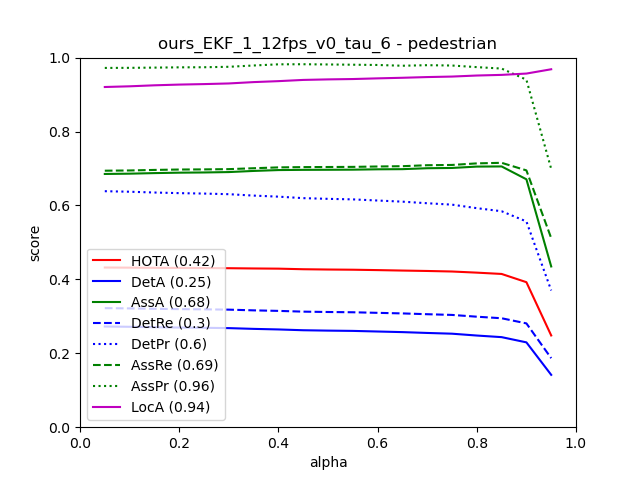 ours_EKF_1_12fps_v0_tau_6 - pedestrian
1.0
0.8
0.6
0.4
0.2
0.0
score
HOTA (0.42)
DetA (0.25)
AssA (0.68)
DetRe (0.3)
DetPr (0.6)
AssRe (0.69)
AssPr (0.96)
LocA (0.94)
0.0 0.2 0.4 0.6 0.8 1.0
alpha